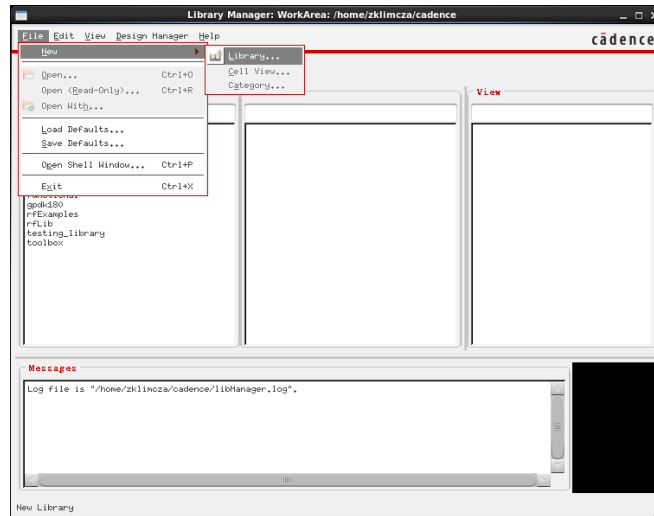 Library Manager: WorkArea: /home/zklimcza/cadence
File Edit View Design Manager Help
cādence
New
Library...
Cell View...
Category...
Open... Ctrl+O
Open (Read-Only)... Ctrl+R
Open With...
Load Defaults...
Save Defaults...
Open Shell Window... Ctrl+P
Exit Ctrl+X
View
gpdk180
rfExamples
rfLib
testing_library
toolbox
Messages
Log file is "/home/zklimcza/cadence/libManager.log".
New Library